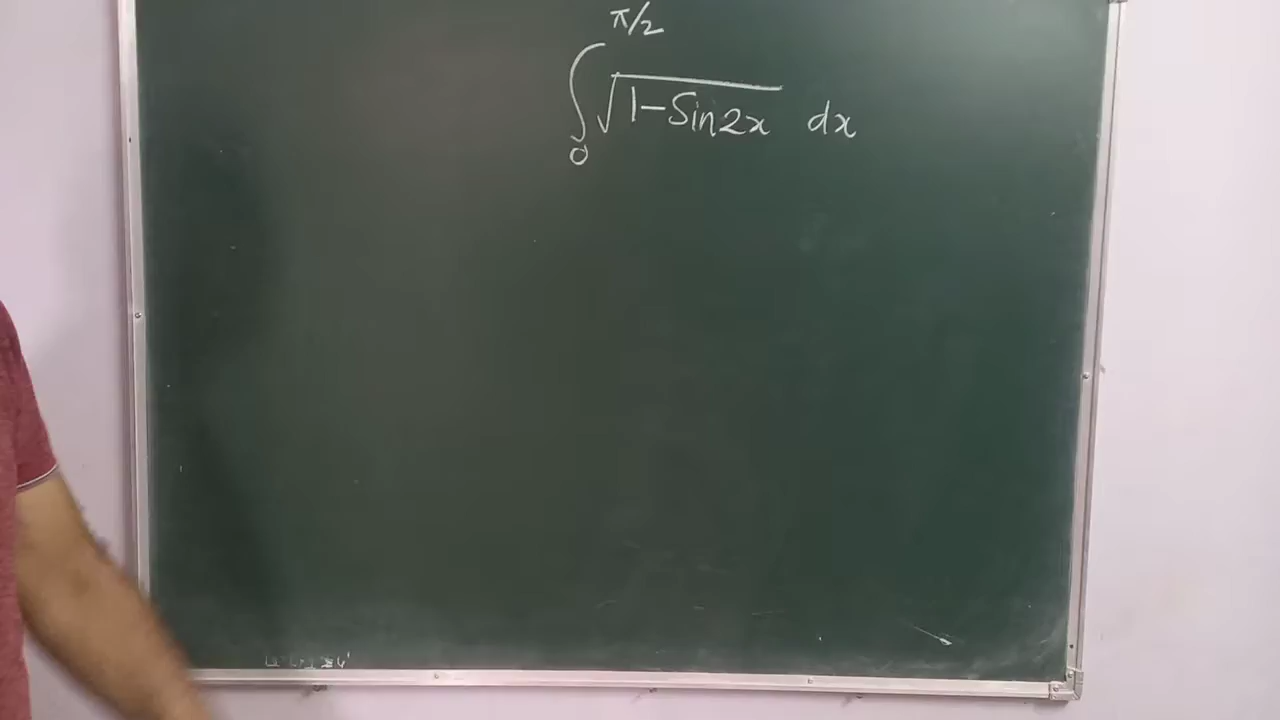 π/2
∫ √1-Sin2x dx
0